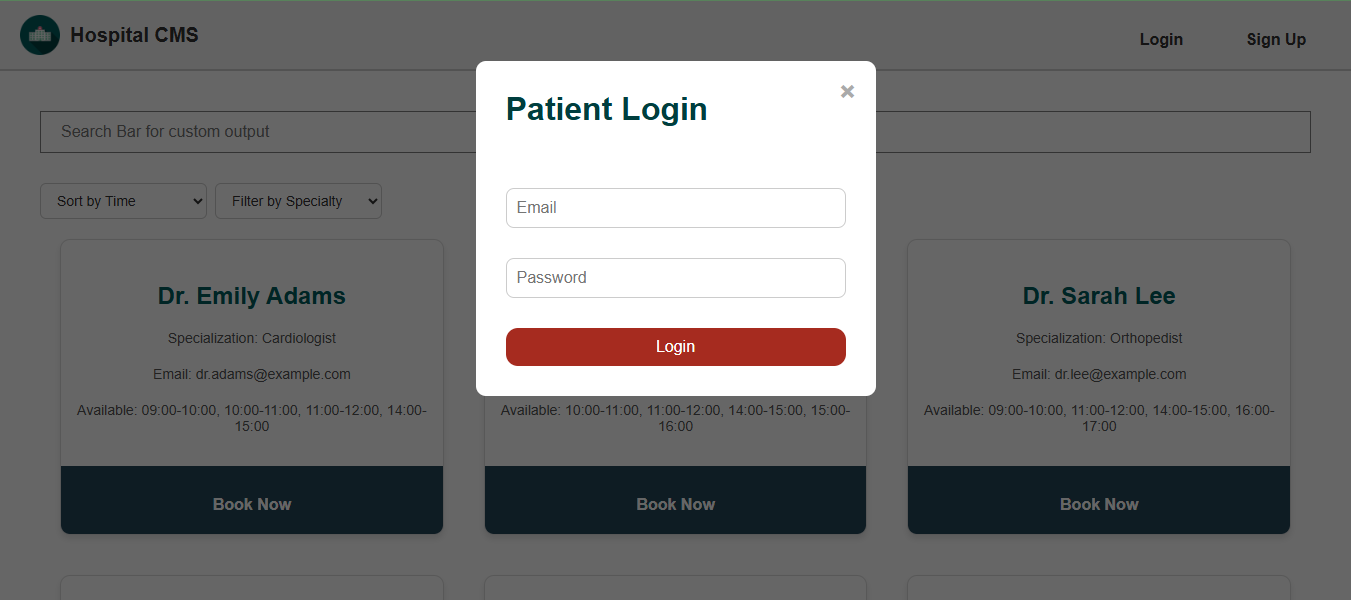 Hospital CMS
Login
Sign Up
Patient Login
×
Search Bar for custom output
Sort by Time
Filter by Specialty
Email
Password
Login
Dr. Emily Adams
Specialization: Cardiologist
Email: dr.adams@example.com
Available: 09:00-10:00, 10:00-11:00, 11:00-12:00, 14:00-
15:00
Book Now
Available: 10:00-11:00, 11:00-12:00, 14:00-15:00, 15:00-
16:00
Book Now
Dr. Sarah Lee
Specialization: Orthopedist
Email: dr.lee@example.com
Available: 09:00-10:00, 11:00-12:00, 14:00-15:00, 16:00-
17:00
Book Now